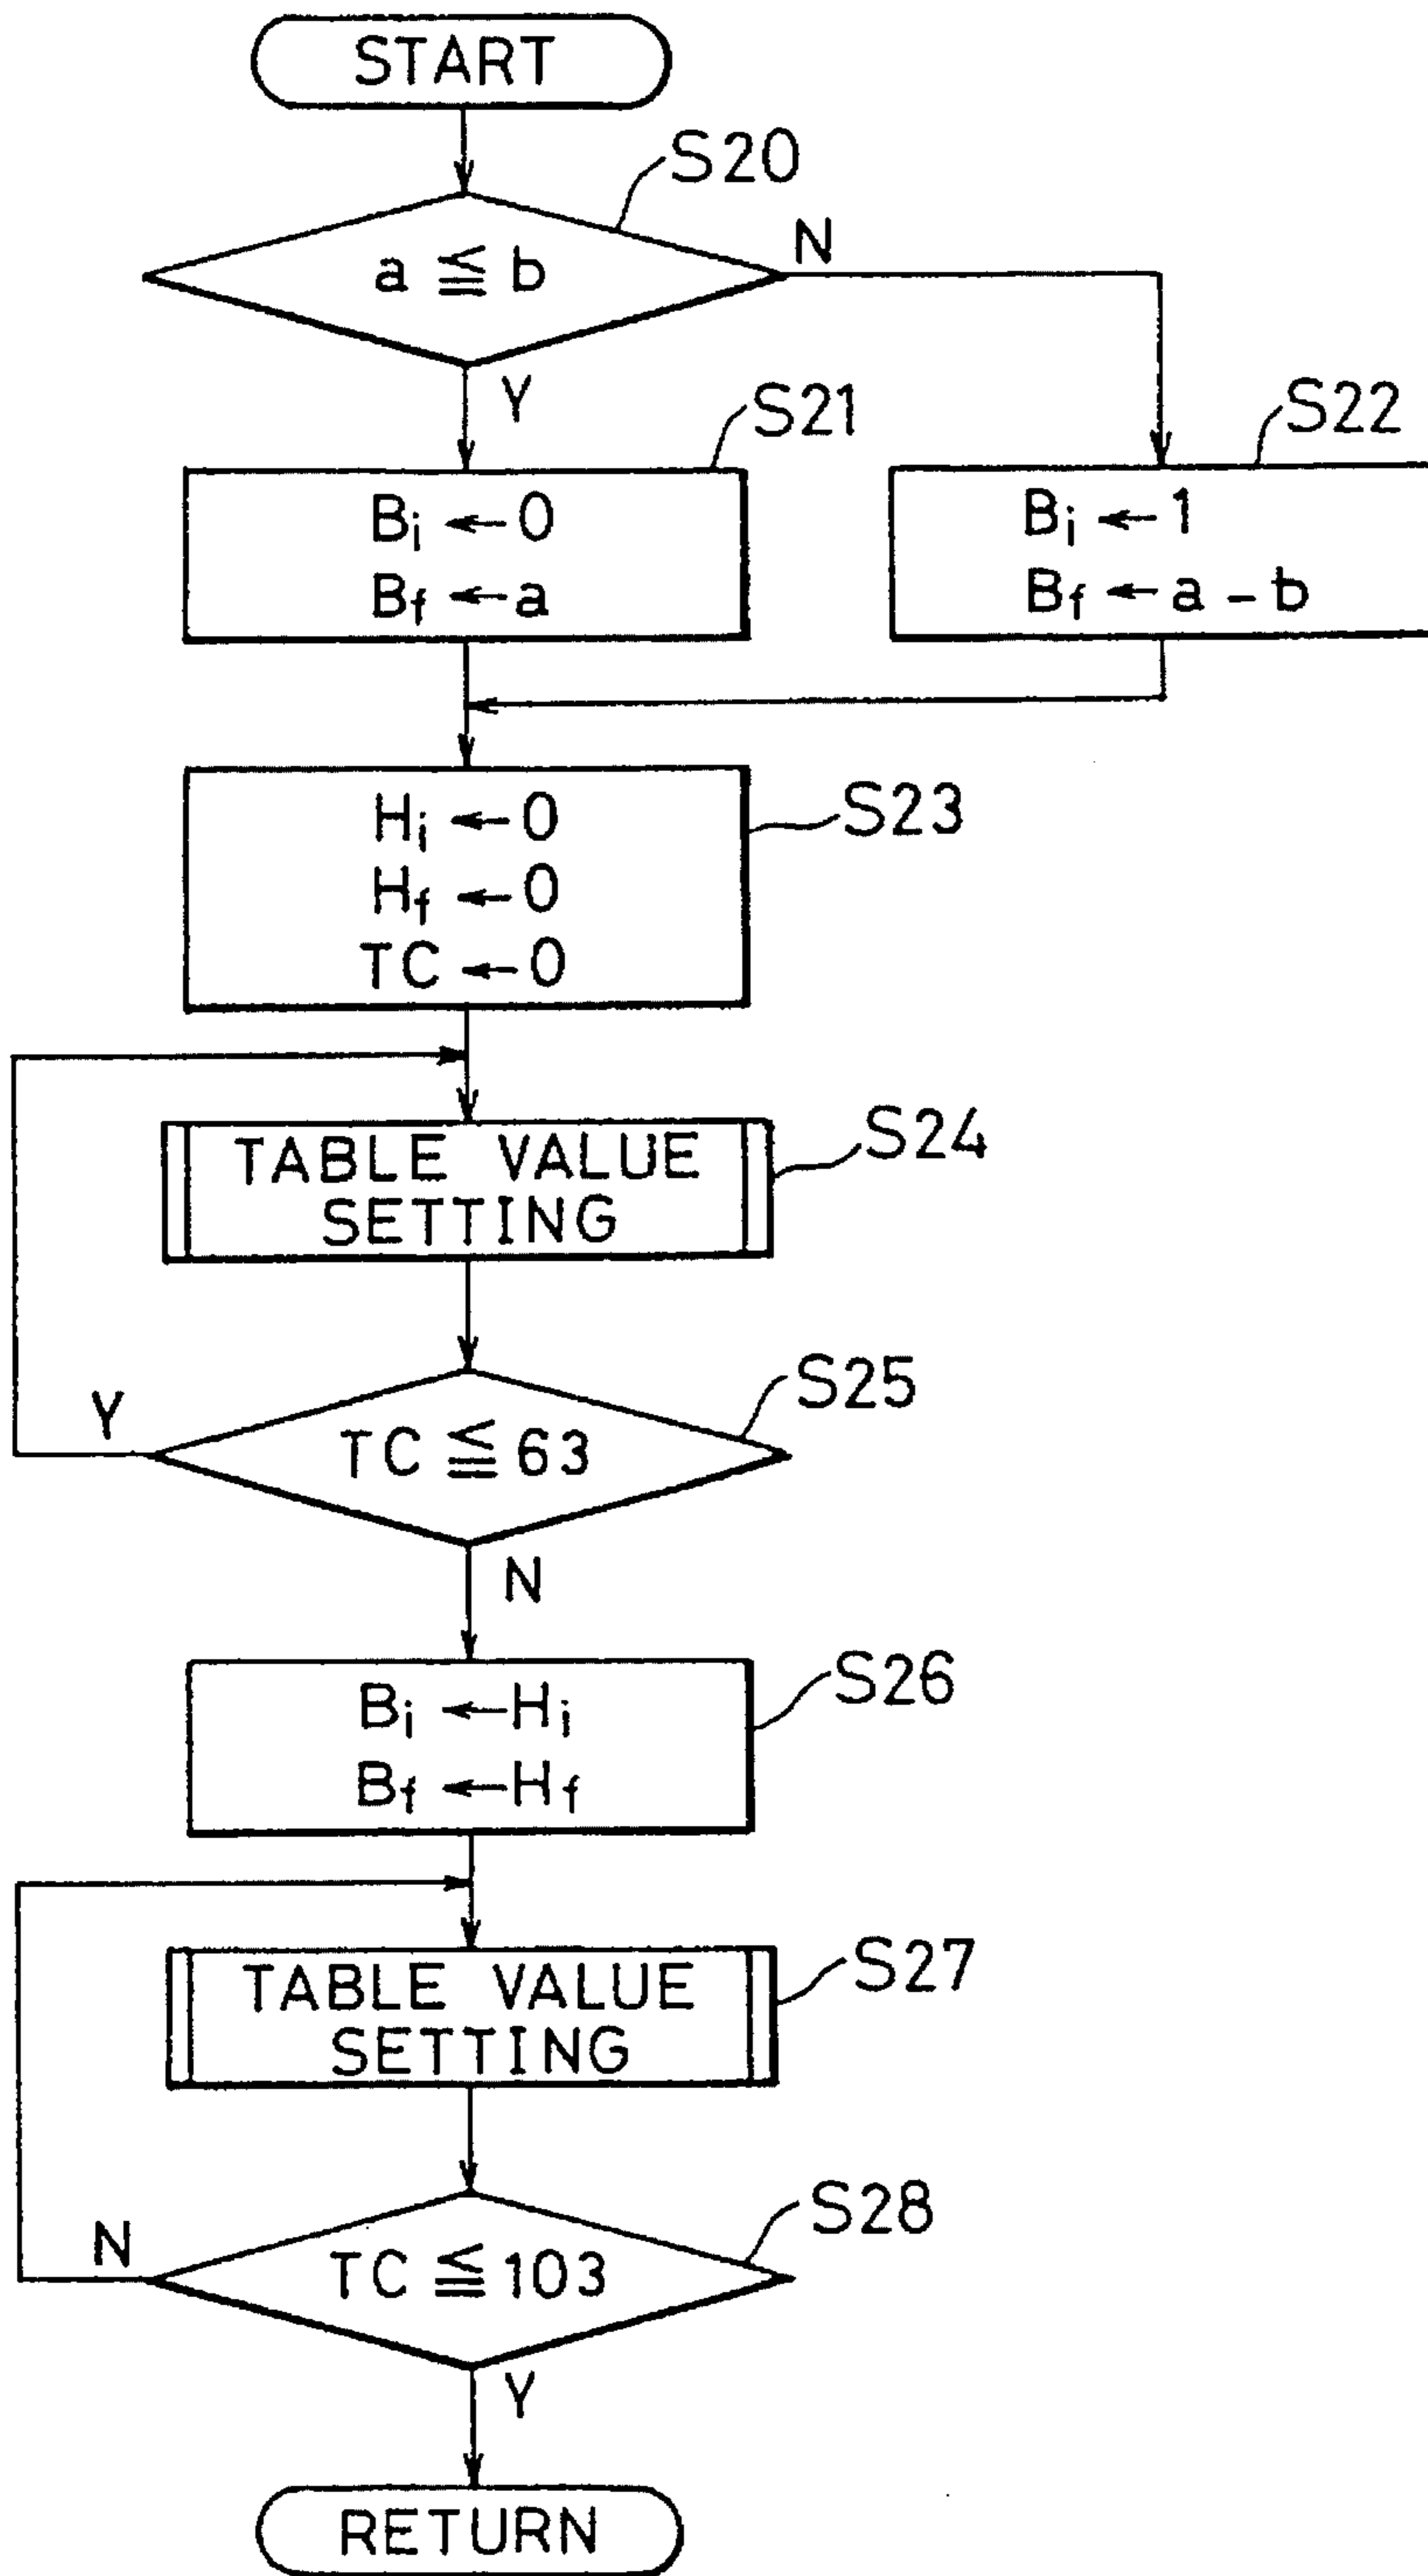 START
S20
a ≦ b
N
Y
S21
S22
Bi ← 0
Bf ← a
Bi ← 1
Bf ← a - b
S23
Hi ← 0
Hf ← 0
TC ← 0
S24
TABLE VALUE
SETTING
S25
Y
TC ≦ 63
N
S26
Bi ← Hi
Bf ← Hf
S27
TABLE VALUE
SETTING
S28
N
TC ≦ 103
Y
RETURN